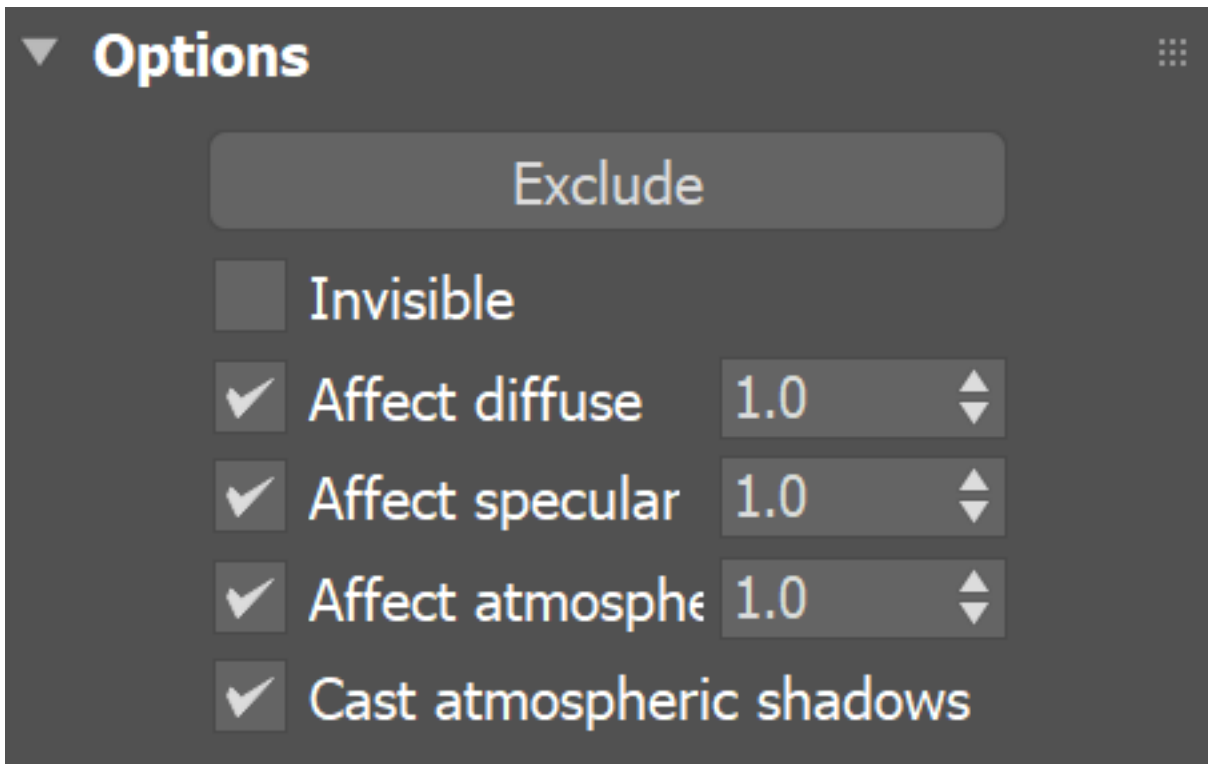 Options
Exclude
Invisible
Affect diffuse 1.0
Affect specular 1.0
Affect atmosphe 1.0
Cast atmospheric shadows